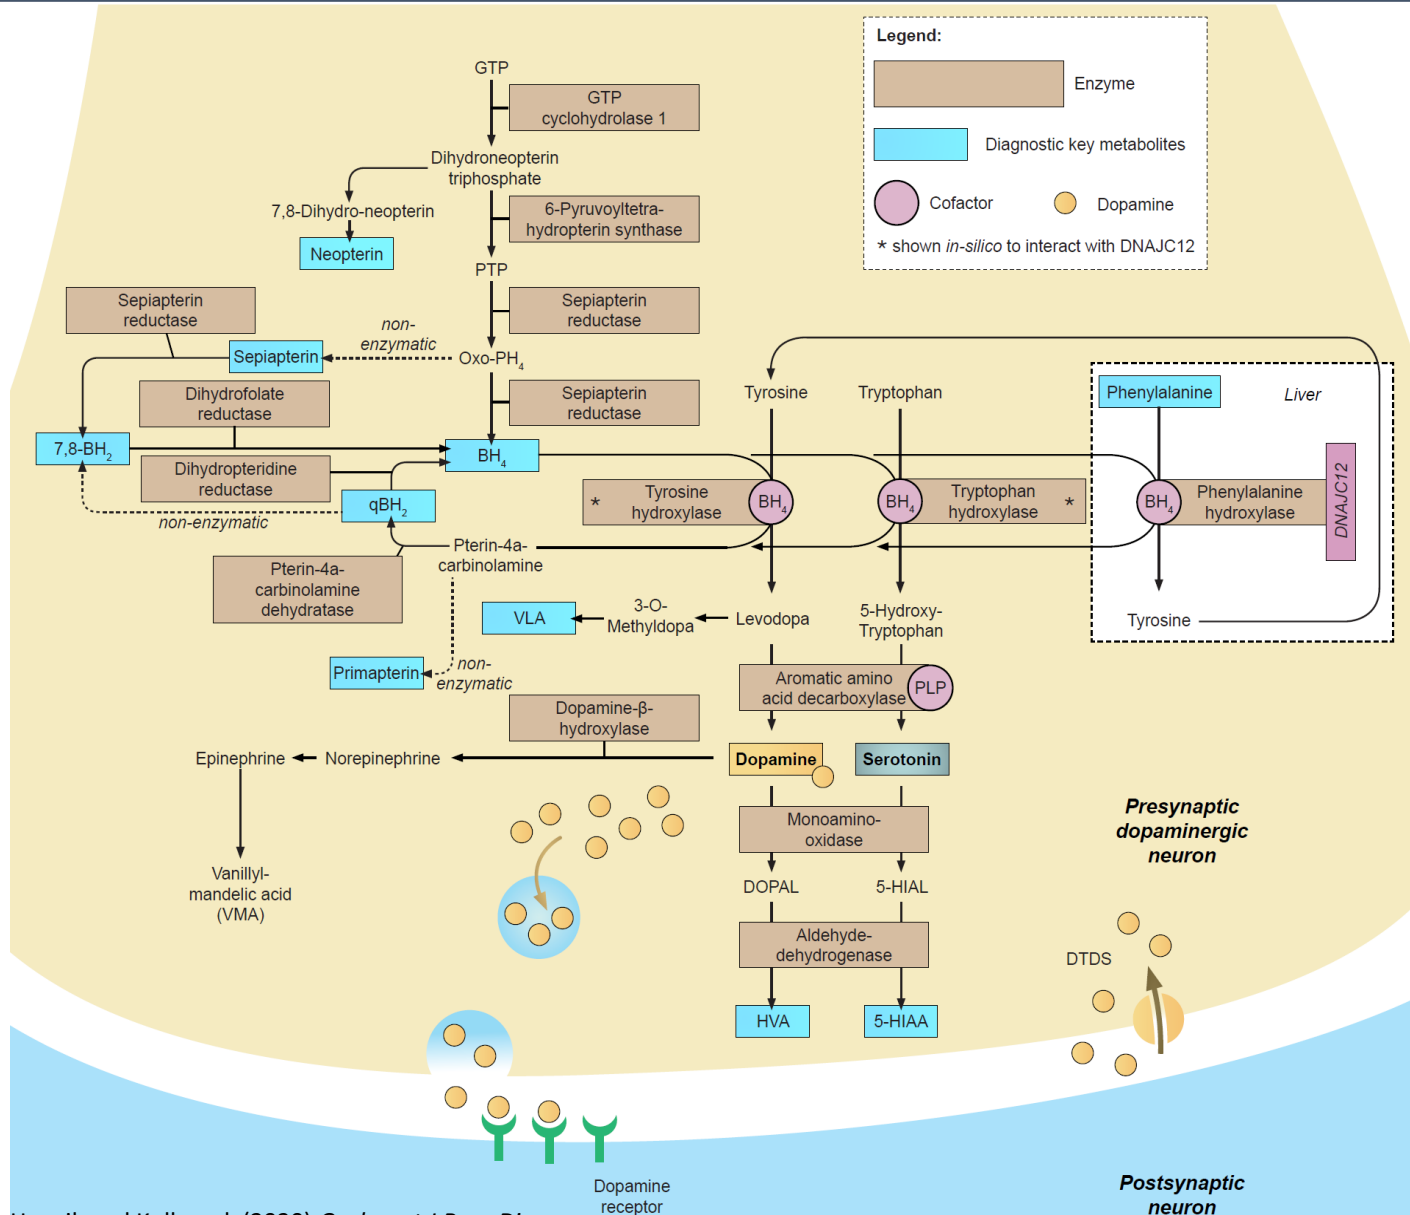 Legend:
Enzyme
Diagnostic key metabolites
Cofactor
Dopamine
* shown in-silico to interact with DNAJC12
GTP
GTP
cyclohydrolase 1
Dihydroneopterin
triphosphate
7,8-Dihydro-neopterin
Neopterin
6-Pyruvoyltetra-
hydropterin synthase
PTP
Sepiapterin
reductase
Sepiapterin
reductase
non-
enzymatic
Sepiapterin
Oxo-PH4
Dihydrofolate
reductase
Sepiapterin
reductase
7,8-BH2
BH4
Dihydropteridine
reductase
qBH2
non-enzymatic
Pterin-4a-
carbinolamine
Pterin-4a-
carbinolamine
dehydratase
Primapterin
non-
enzymatic
Tyrosine
Tryptophan
Phenylalanine
Liver
* Tyrosine
hydroxylase
BH4
BH4
Tryptophan *
hydroxylase
BH4
Phenylalanine
hydroxylase
DNAJC12
Tyrosine
VLA
3-O-
Methyldopa
Levodopa
5-Hydroxy-
Tryptophan
Aromatic amino
acid decarboxylase
PLP
Dopamine-β-
hydroxylase
Epinephrine
Norepinephrine
Dopamine
Serotonin
Vanillyl-
mandelic acid
(VMA)
Monoamino-
oxidase
DOPAL
5-HIAL
Aldehyde-
dehydrogenase
HVA
5-HIAA
Presynaptic
dopaminergic
neuron
DTDS
Dopamine
receptor
Postsynaptic
neuron